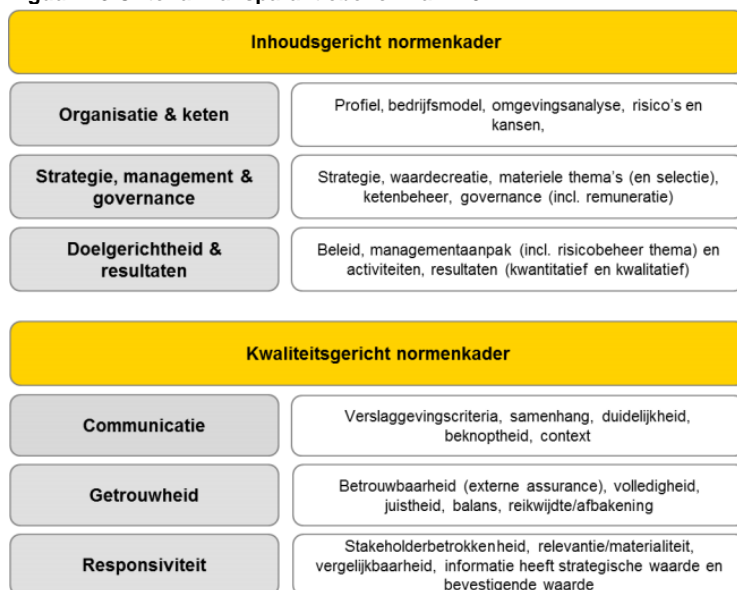 Inhoudsgericht normenkader
Organisatie & keten
Profiel, bedrijfsmodel, omgevingsanalyse, risico's en
kansen,
Strategie, management &
governance
Strategie, waardecreatie, materiele thema's (en selectie),
ketenbeheer, governance (incl. remuneratie)
Doelgerichtheid &
resultaten
Beleid, managementaanpak (incl. risicobeheer thema) en
activiteiten, resultaten (kwantitatief en kwalitatief)
Kwaliteitsgericht normenkader
Communicatie
Verslaggevingscriteria, samenhang, duidelijkheid,
beknoptheid, context
Getrouwheid
Betrouwbaarheid (externe assurance), volledigheid,
juistheid, balans, reikwijdte/afbakening
Responsiviteit
Stakeholderbetrokkenheid, relevantie/materialiteit,
vergelijkbaarheid, informatie heeft strategische waarde en
bevestigende waarde